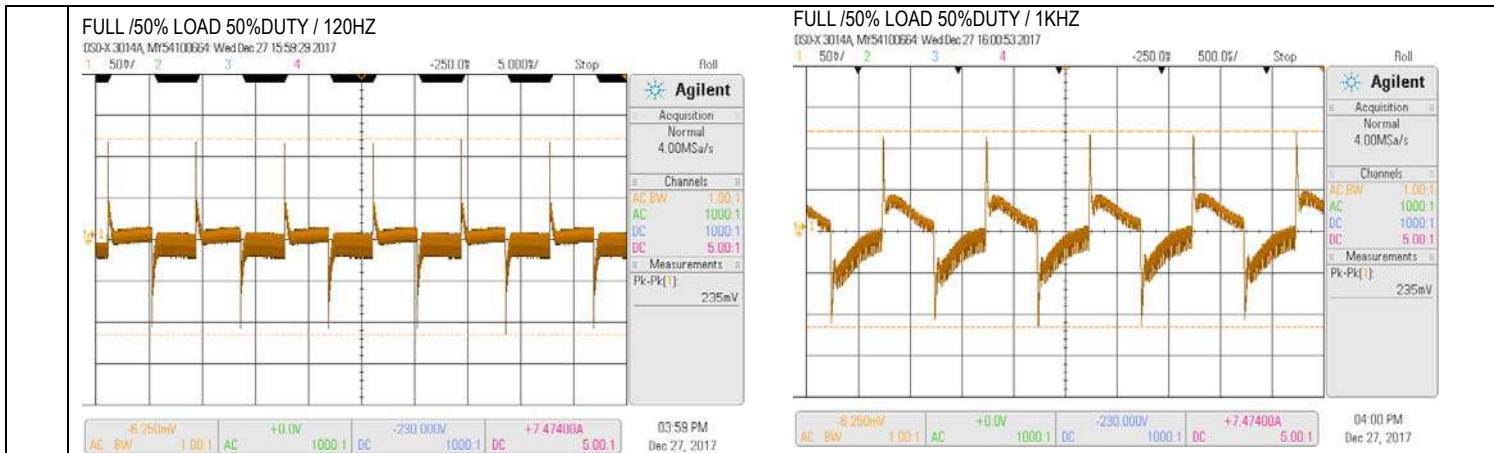 FULL /50% LOAD 50%DUTY / 120HZ
DSO-X 3014A, MY54100664: Wed Dec 27 15:59:29 2017
1 50V/ 2 3 4 -250.0s 5.000s/ Stop Roll
Agilent
Acquisition
Normal
4.00MSa/s
Channels
AC BW 1.00:1
AC 1000:1
DC 1000:1
DC 5.00:1
Measurements
Pk-Pk(1):
235mV
-6.250mV +0.0V -230.000V +7.47400A
AC BW 1.00:1 AC 1000:1 DC 1000:1 DC 5.00:1
03:59 PM
Dec 27, 2017
FULL /50% LOAD 50%DUTY / 1KHZ
DSO-X 3014A, MY54100664: Wed Dec 27 16:00:53 2017
1 50V/ 2 3 4 500.0s/ Stop Roll
Agilent
Acquisition
Normal
4.00MSa/s
Channels
AC BW 1.00:1
AC 1000:1
DC 1000:1
DC 5.00:1
Measurements
Pk-Pk(1):
235mV
-6.250mV +0.0V -230.000V +7.47400A
AC BW 1.00:1 AC 1000:1 DC 1000:1 DC 5.00:1
04:00 PM
Dec 27, 2017